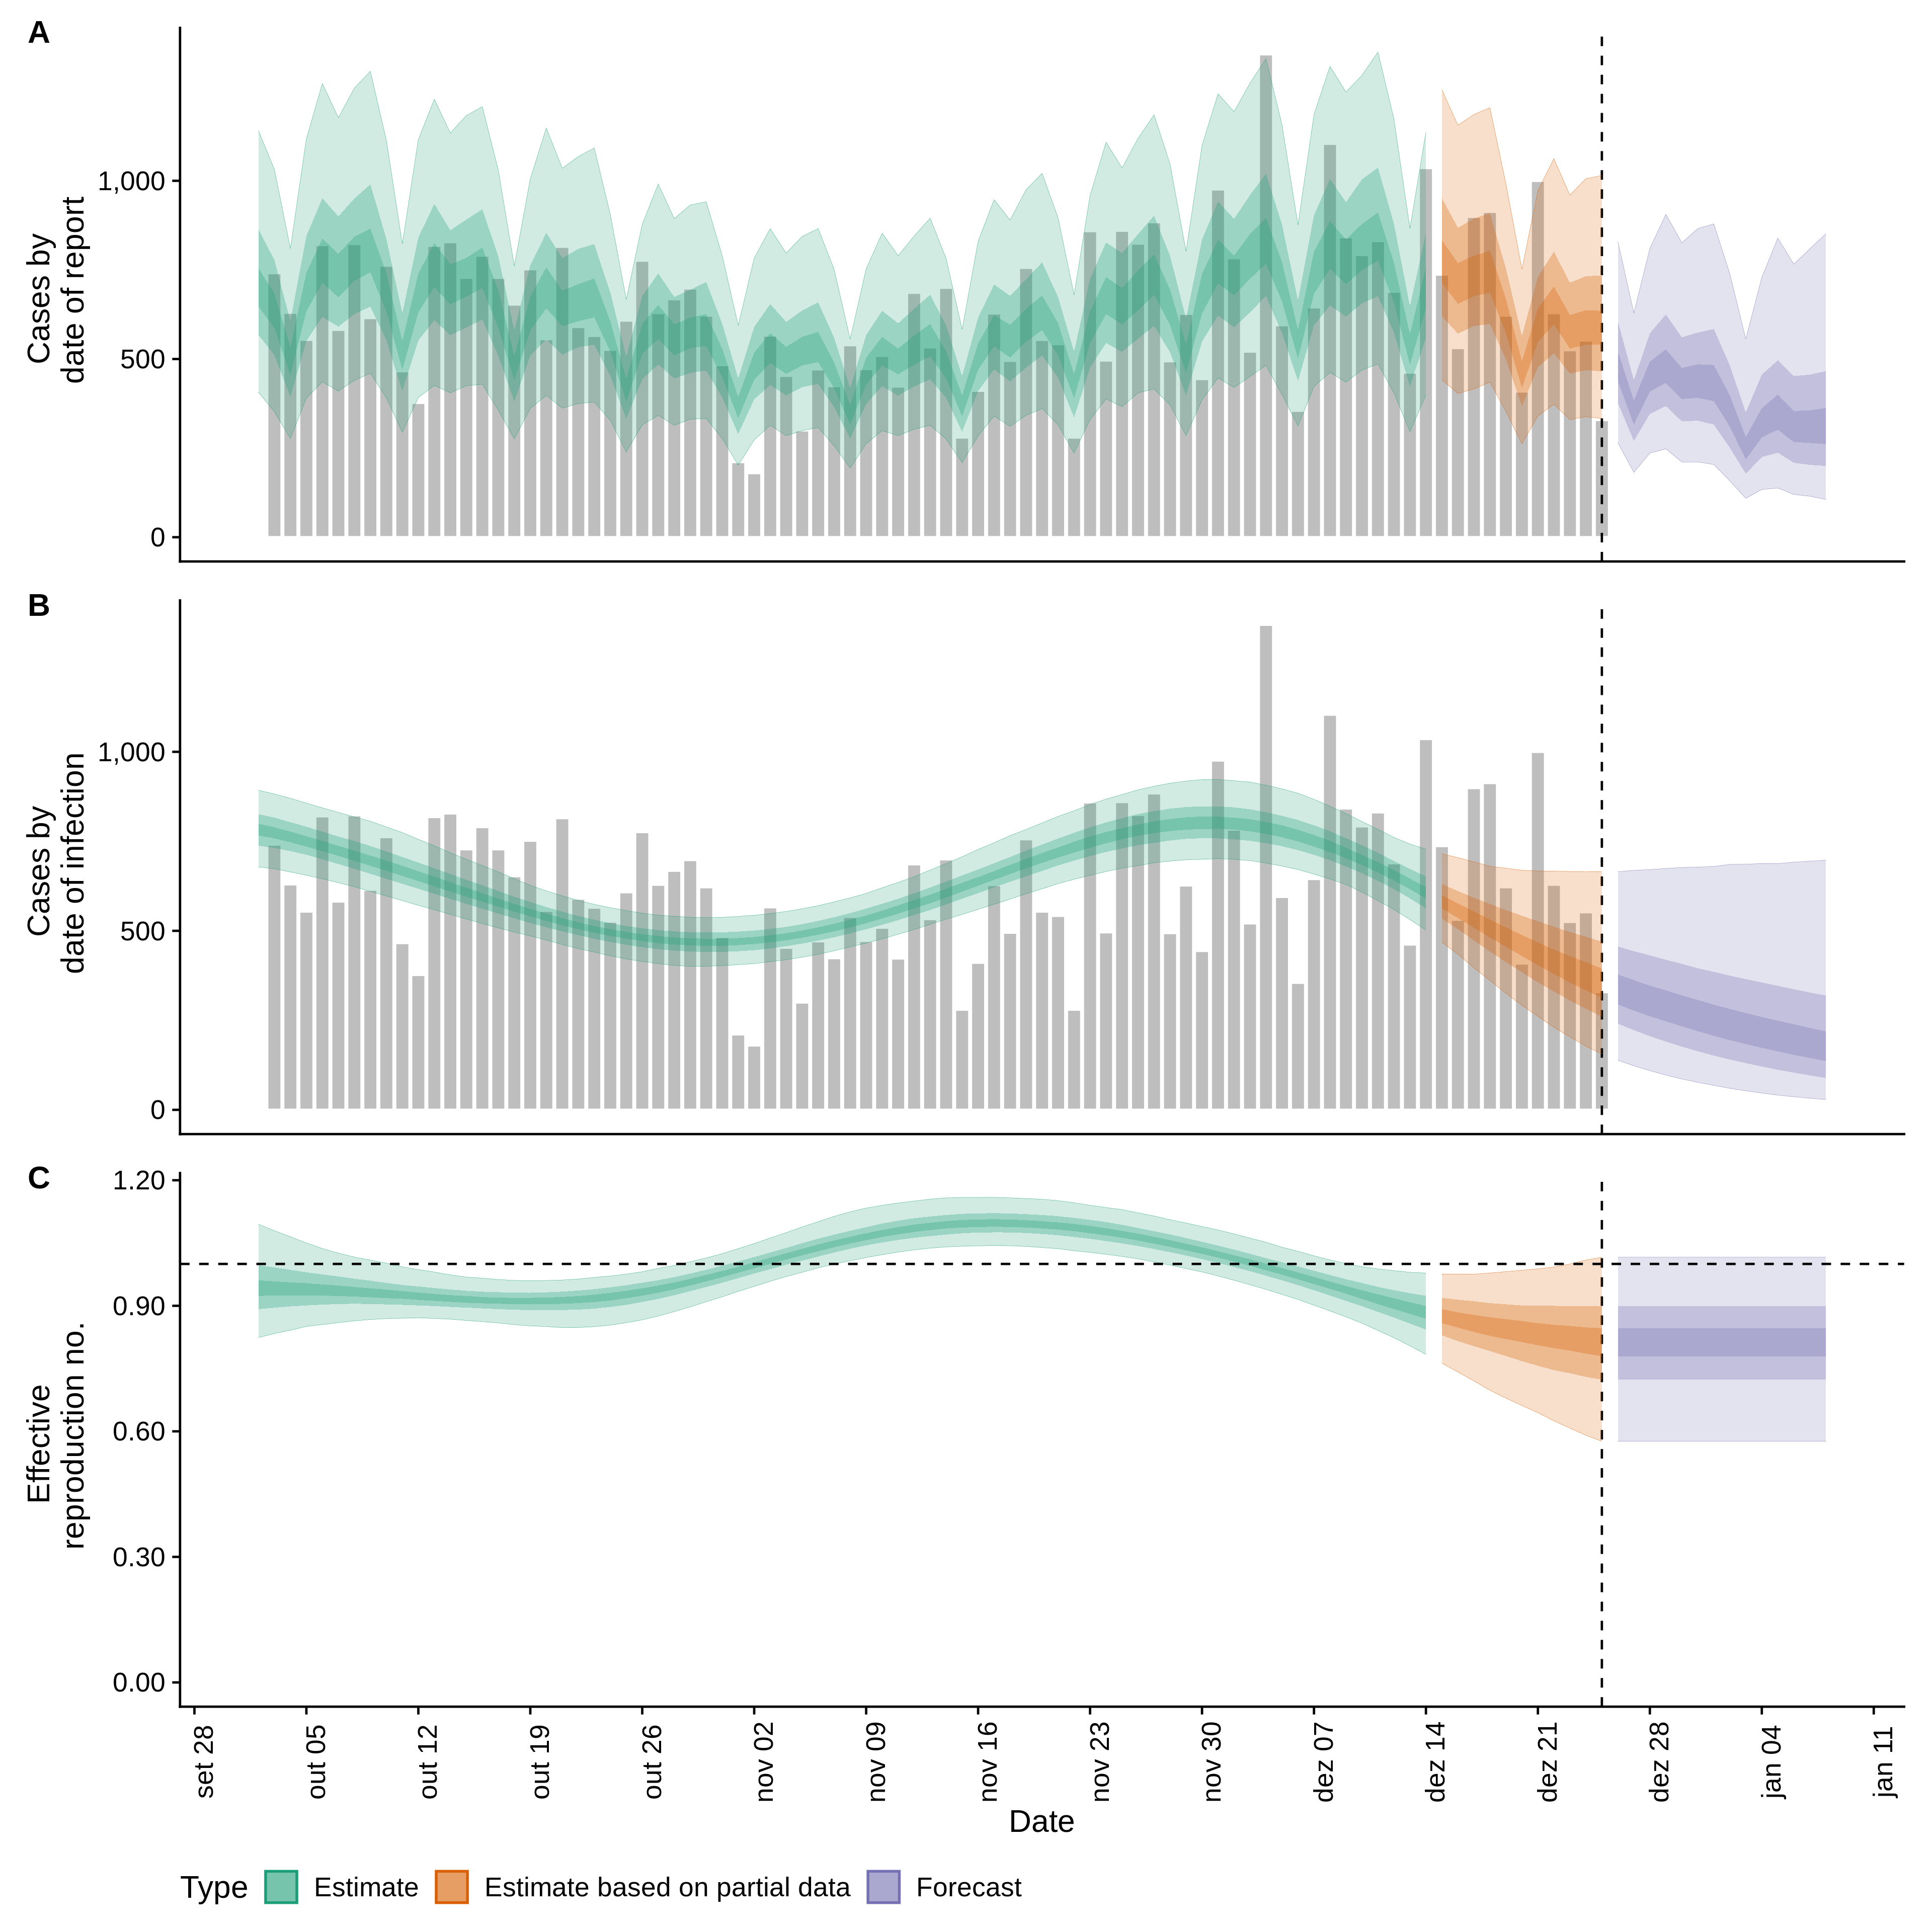 A
Cases by
date of report
1,000
500
0
B
Cases by
date of infection
1,000
500
0
C
Effective
reproduction no.
1.20
0.90
0.60
0.30
0.00
set 28
out 05
out 12
out 19
out 26
nov 02
nov 09
nov 16
nov 23
nov 30
dez 07
dez 14
dez 21
dez 28
jan 04
jan 11
Date
Type Estimate Estimate based on partial data Forecast